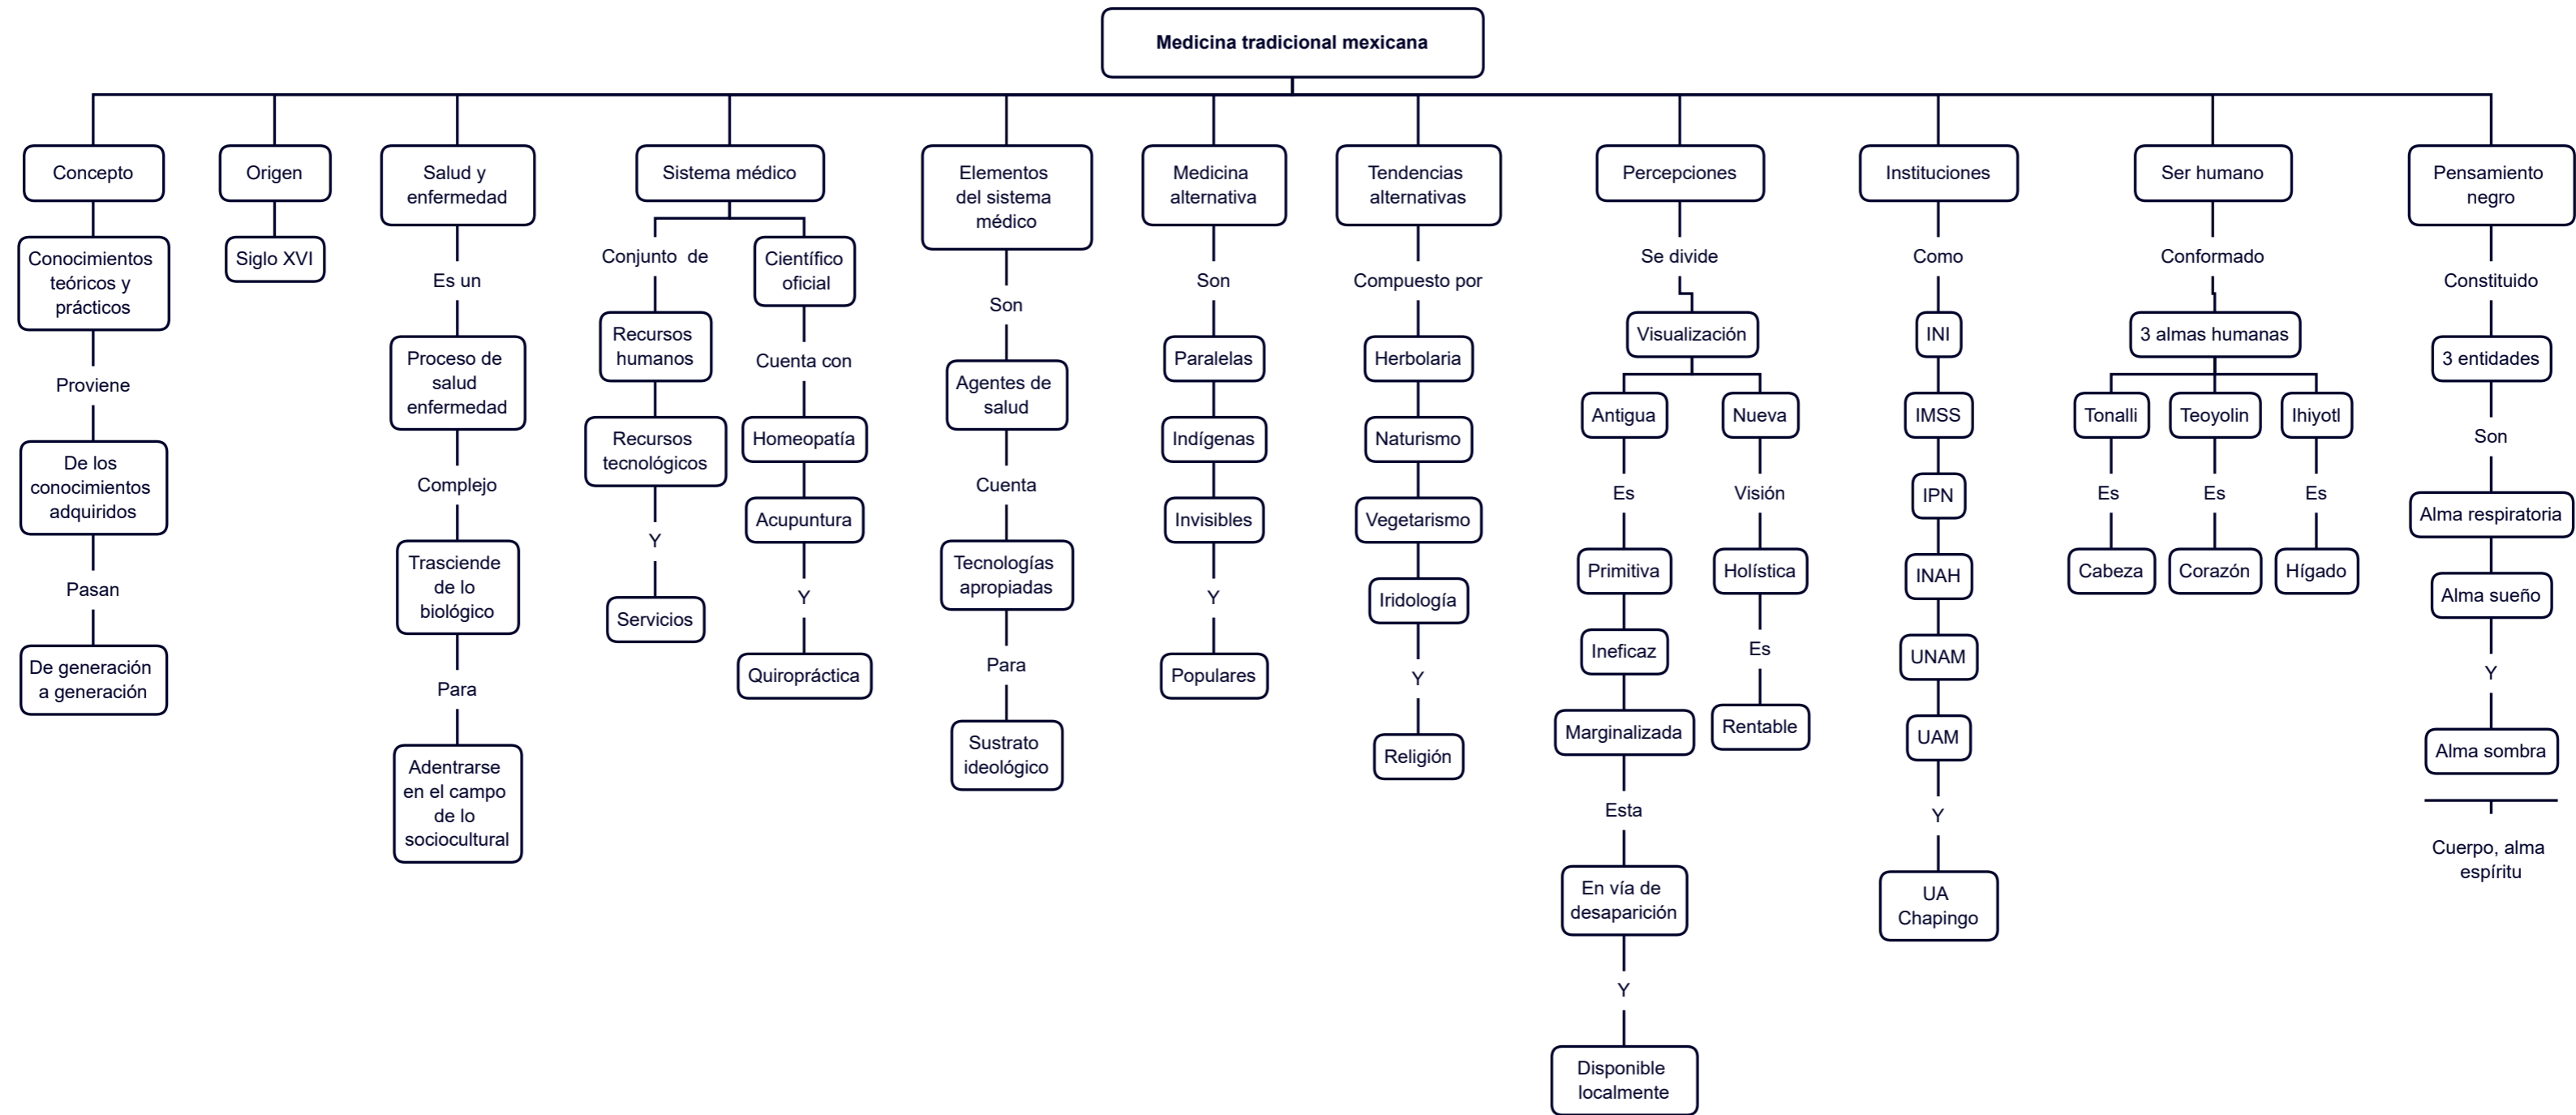 Medicina tradicional mexicana
Concepto
Conocimientos
teóricos y
prácticos
Proviene
De los
conocimientos
adquiridos
Pasan
De generación
a generación
Origen
Siglo XVI
Salud y
enfermedad
Es un
Proceso de
salud
enfermedad
Complejo
Trasciende
de lo
biológico
Para
Adentrarse
en el campo
de lo
sociocultural
Sistema médico
Conjunto de
Recursos
humanos
Recursos
tecnológicos
Y
Servicios
Científico
oficial
Cuenta con
Homeopatía
Acupuntura
Y
Quiropráctica
Elementos
del sistema
médico
Son
Agentes de
salud
Cuenta
Tecnologías
apropiadas
Para
Sustrato
ideológico
Medicina
alternativa
Son
Paralelas
Indígenas
Invisibles
Y
Populares
Tendencias
alternativas
Compuesto por
Herbolaria
Naturismo
Vegetarismo
Iridología
Y
Religión
Percepciones
Se divide
Visualización
Antigua
Es
Primitiva
Ineficaz
Marginalizada
Esta
En vía de
desaparición
Y
Disponible
localmente
Nueva
Visión
Holística
Es
Rentable
Instituciones
Como
INI
IMSS
IPN
INAH
UNAM
UAM
Y
UA
Chapingo
Ser humano
Conformado
3 almas humanas
Tonalli
Es
Cabeza
Teoyolin
Es
Corazón
Ihiyotl
Es
Hígado
Pensamiento
negro
Constituido
3 entidades
Son
Alma respiratoria
Alma sueño
Y
Alma sombra
Cuerpo, alma
espíritu